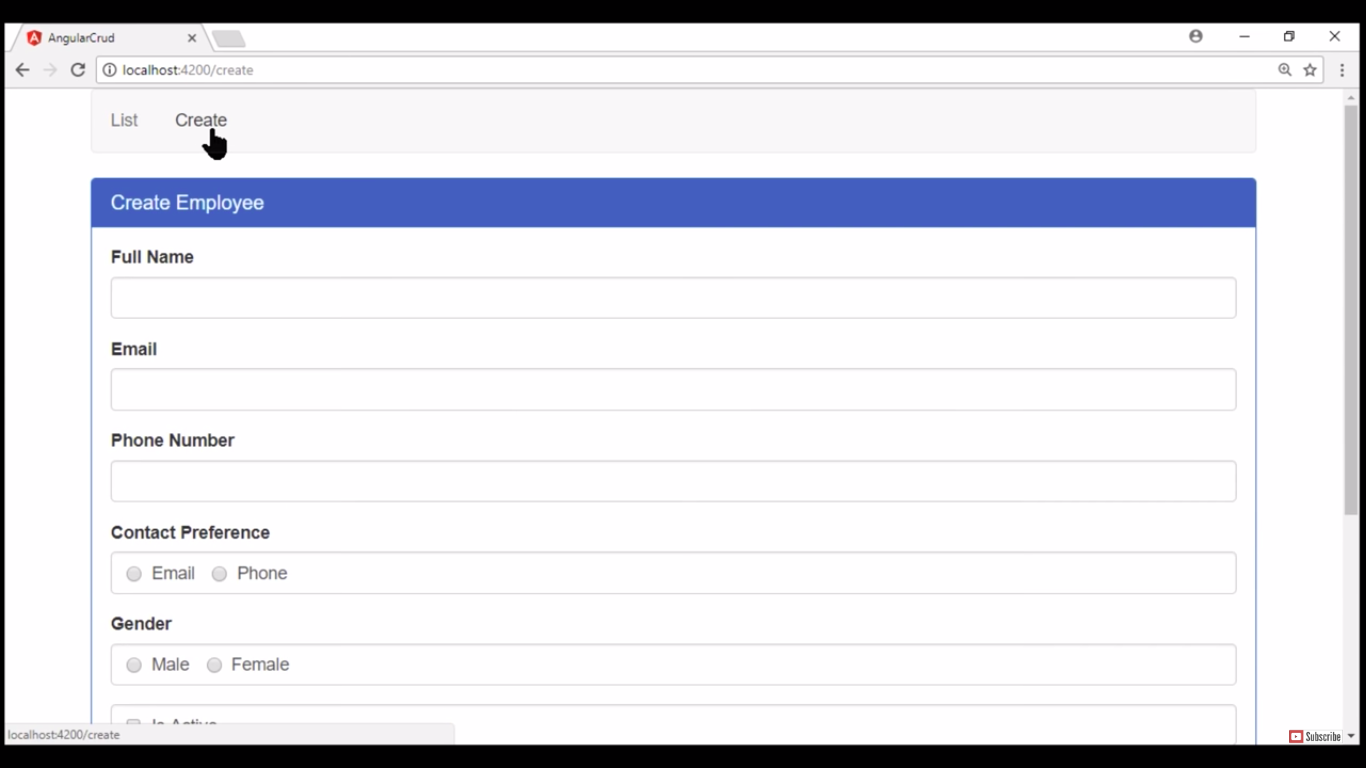 AngularCrud
localhost:4200/create
List Create
Create Employee
Full Name
Email
Phone Number
Contact Preference
Email Phone
Gender
Male Female
Is Active
localhost:4200/create
Subscribe